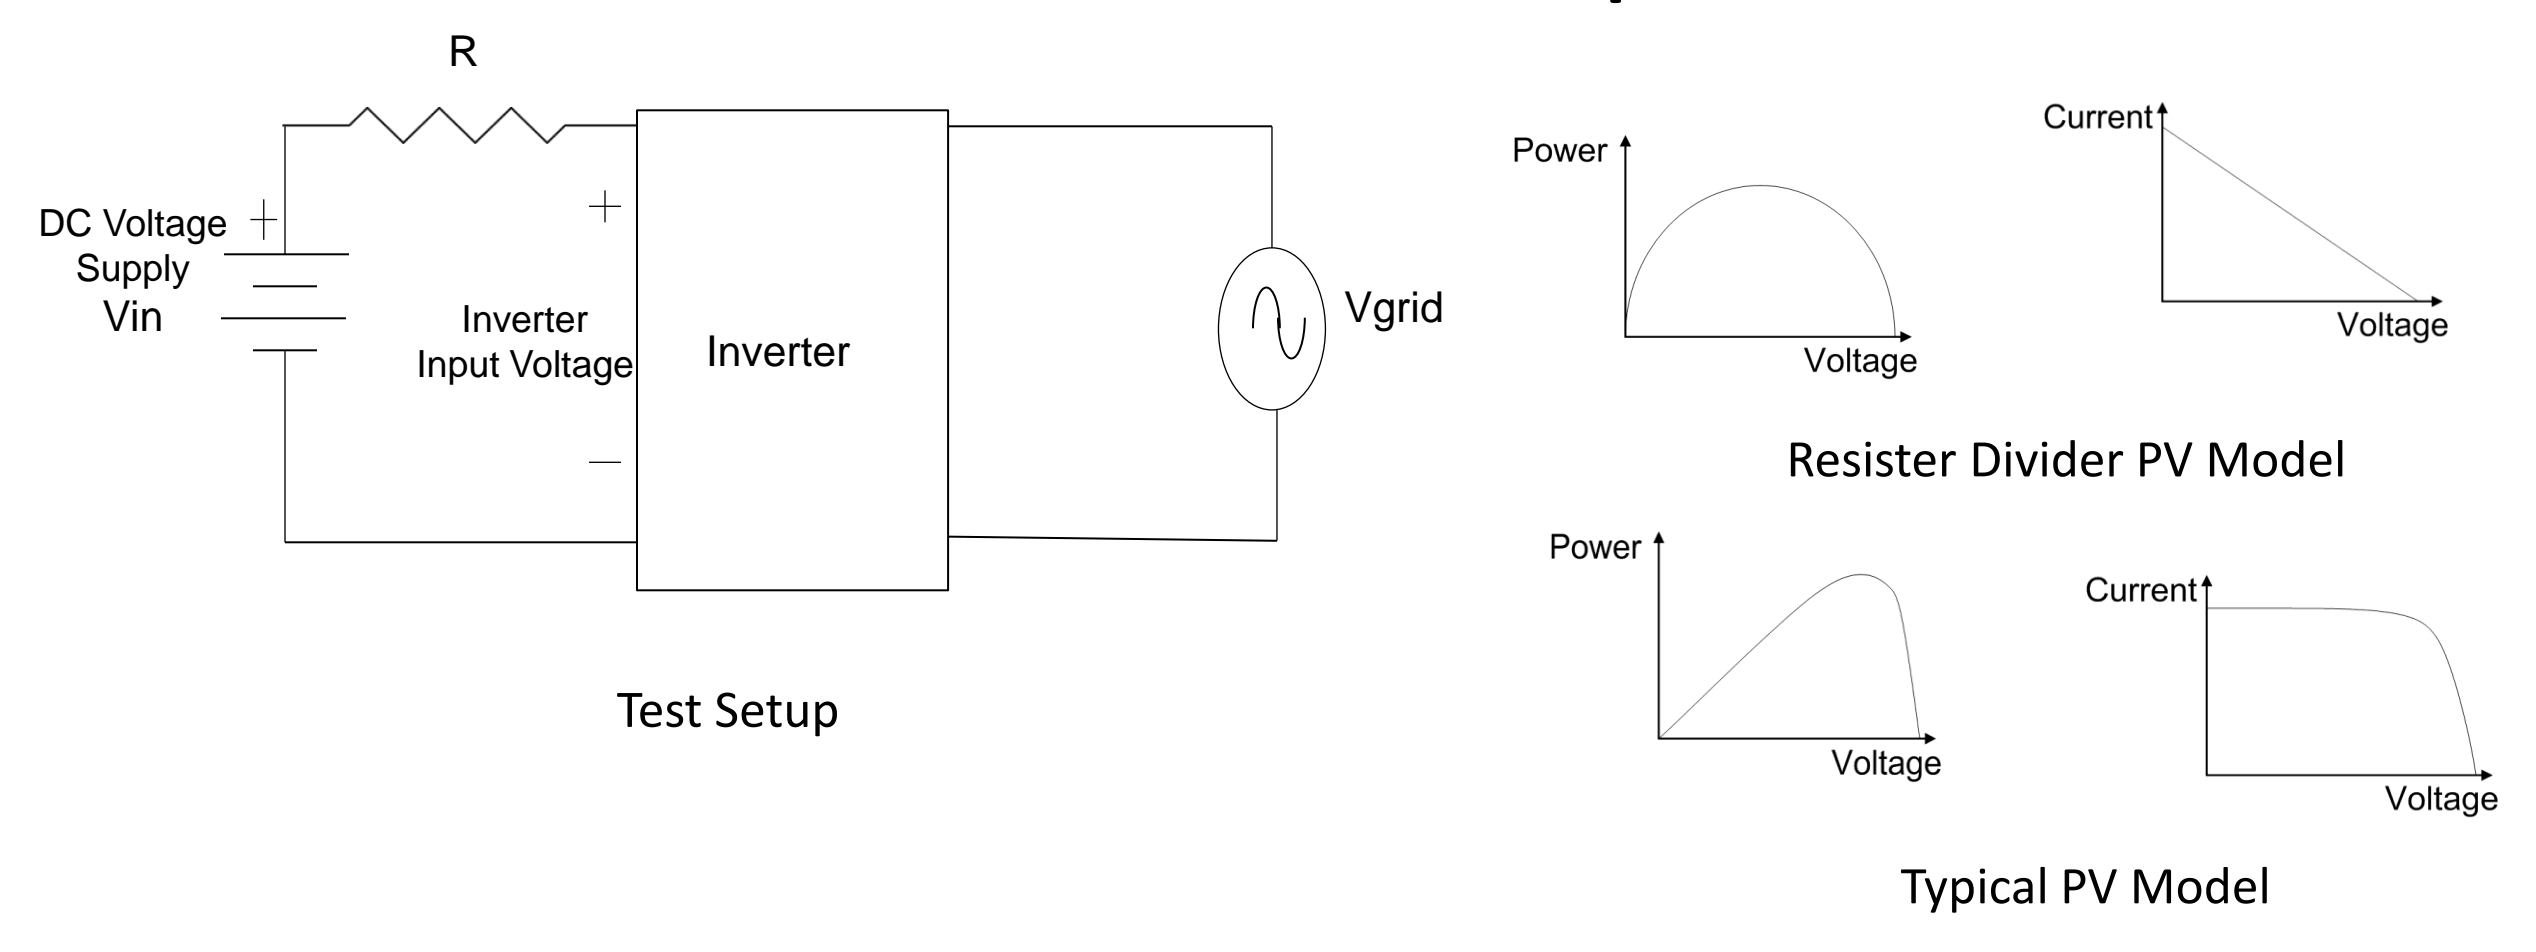 R
DC Voltage
Supply
Vin
+
+
Inverter
Input Voltage
−
Inverter
Vgrid
Test Setup
Power
Voltage
Current
Voltage
Resister Divider PV Model
Power
Voltage
Current
Voltage
Typical PV Model